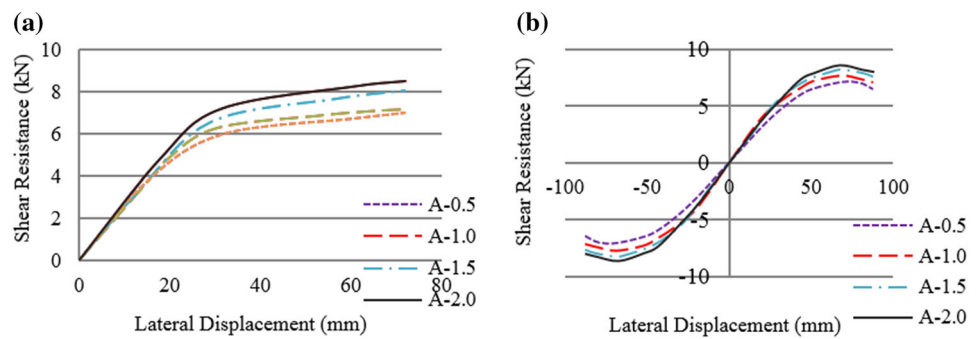 (a)
Shear Resistance (kN)
10
8
6
4
2
0
0 20 40 60 80
Lateral Displacement (mm)
A-0.5
A-1.0
A-1.5
A-2.0
(b)
Shear Resistance (kN)
10
5
0
-5
-10
-100 -50 0 50 100
Lateral Displacement (mm)
A-0.5
A-1.0
A-1.5
A-2.0